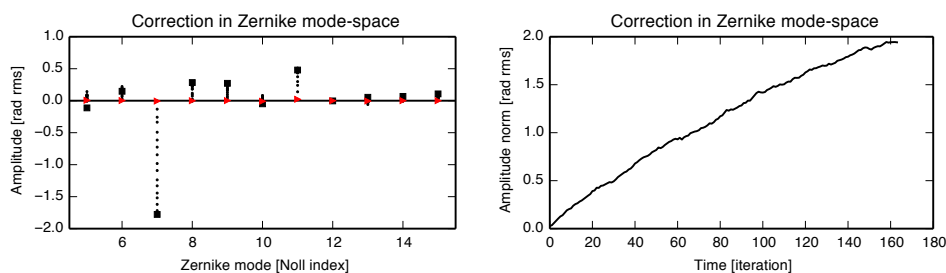 Correction in Zernike mode-space
1.0
0.5
0.0
−0.5
−1.0
−1.5
−2.0
Amplitude [rad rms]
6 8 10 12 14
Zernike mode [Noll index]
Correction in Zernike mode-space
2.0
1.5
1.0
0.5
0.0
Amplitude norm [rad rms]
0 20 40 60 80 100 120 140 160 180
Time [iteration]